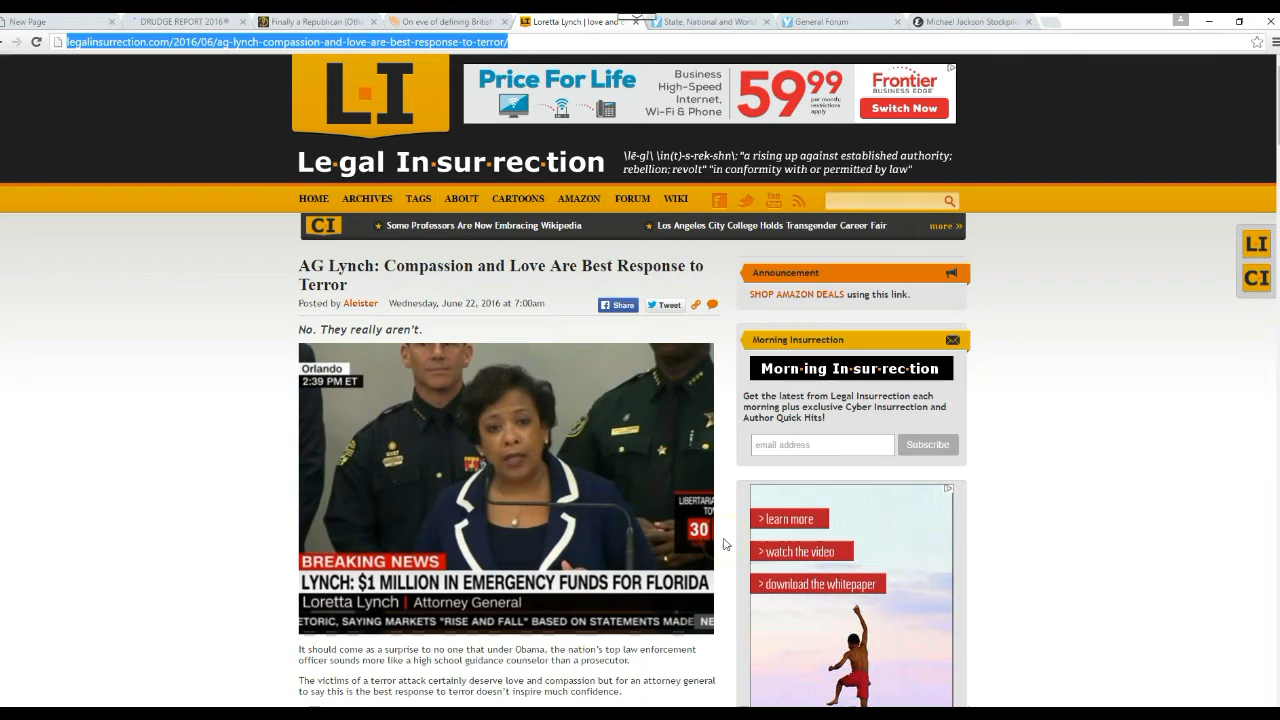 New Page
DRUDGE REPORT 2016®
Finally a Republican (Othe
On eve of defining British
Loretta Lynch | love and c
State, National and World
General Forum
Michael Jackson Stockpile
legalinsurrection.com/2016/06/ag-lynch-compassion-and-love-are-best-response-to-terror/
LI
Price For Life
Business
High-Speed
Internet,
Wi-Fi & Phone
59.99
per month;
restrictions
apply
Frontier
BUSINESS EDGE
Switch Now
Le·gal In·sur·rec·tion
\lē-gl\ \in(t)-s-rek-shn\: "a rising up against established authority;
rebellion; revolt" "in conformity with or permitted by law"
HOME ARCHIVES TAGS ABOUT CARTOONS AMAZON FORUM WIKI
You Tube
CI
Some Professors Are Now Embracing Wikipedia
Los Angeles City College Holds Transgender Career Fair
more »
LI
CI
AG Lynch: Compassion and Love Are Best Response to
Terror
Posted by Aleister Wednesday, June 22, 2016 at 7:00am
Share
Tweet
No. They really aren't.
Orlando
2:39 PM ET
LIBERTARIA
TOW
30
BREAKING NEWS
LYNCH: $1 MILLION IN EMERGENCY FUNDS FOR FLORIDA
Loretta Lynch | Attorney General
ETORIC, SAYING MARKETS "RISE AND FALL" BASED ON STATEMENTS MADE
NE
It should come as a surprise to no one that under Obama, the nation's top law enforcement
officer sounds more like a high school guidance counselor than a prosecutor.
The victims of a terror attack certainly deserve love and compassion but for an attorney general
to say this is the best response to terror doesn't inspire much confidence.
Announcement
SHOP AMAZON DEALS using this link.
Morning Insurrection
Morn·ing In·sur·rec·tion
Get the latest from Legal Insurrection each
morning plus exclusive Cyber Insurrection and
Author Quick Hits!
email address
Subscribe
> learn more
> watch the video
> download the whitepaper